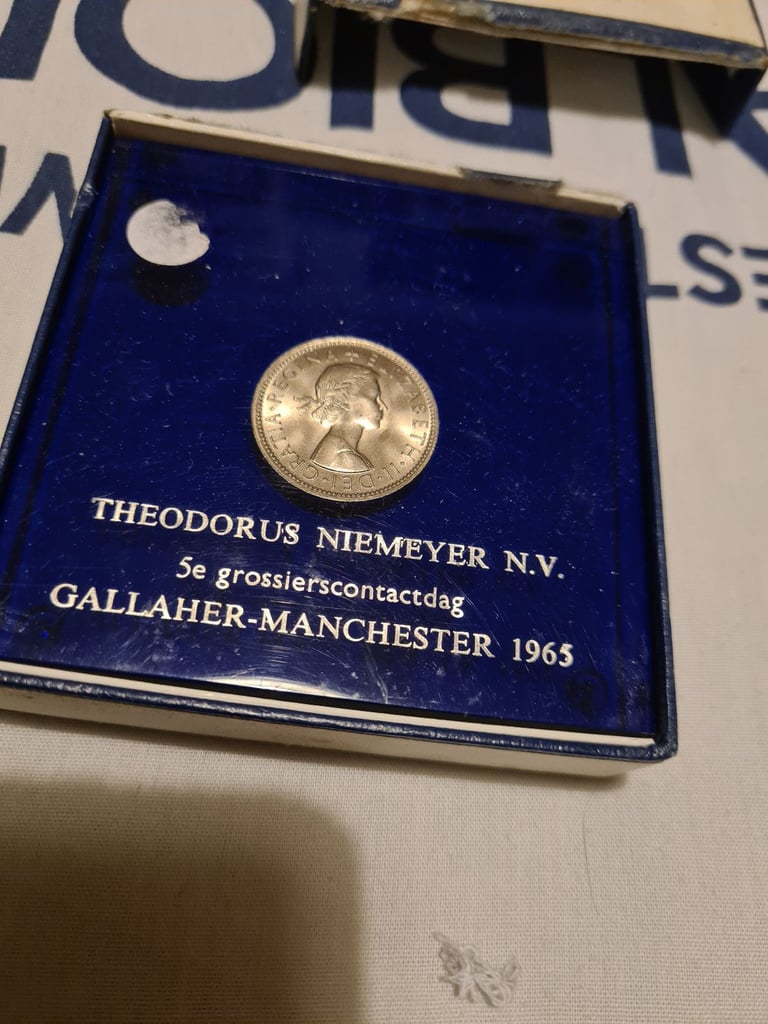 ELIZABETH·II·DEI·GRATIA·REGINA+
THEODORUS NIEMEYER N.V.
5e grossierscontactdag
GALLAHER-MANCHESTER 1965